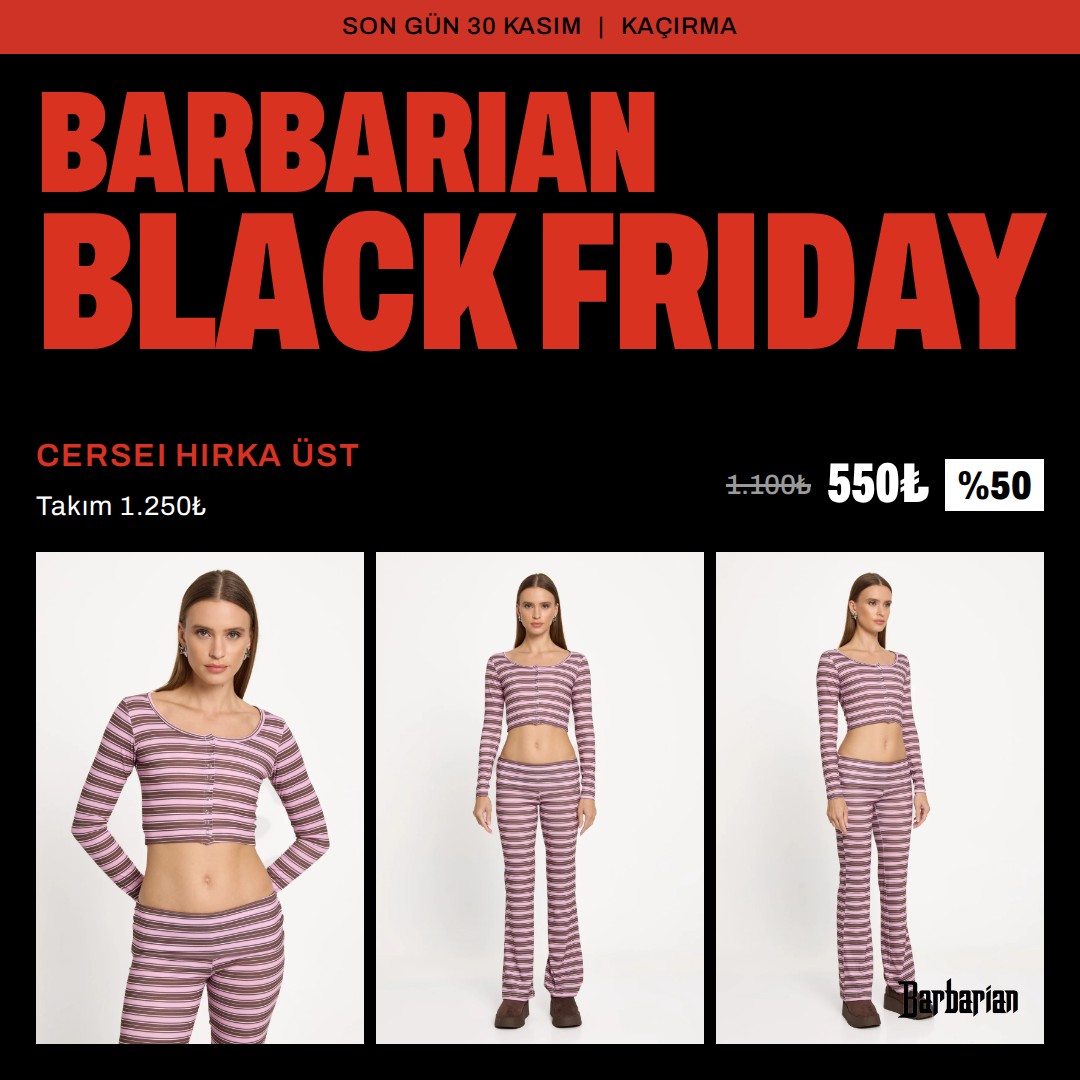 SON GÜN 30 KASIM | KAÇIRMA
BARBARIAN
BLACK FRIDAY
CERSEI HIRKA ÜST
Takım 1.250₺
1.100₺ 550₺ %50
Barbarian